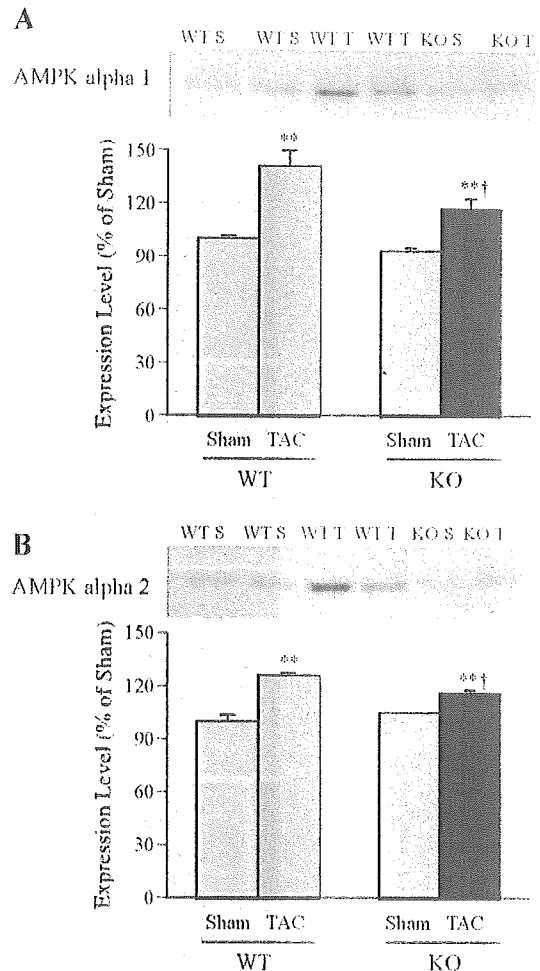 A
WT S WT S WT T WT T KO S KO T
AMPK alpha 1
Expression Level (% of Sham)
150
**
120
**†
90
60
30
0
Sham TAC Sham TAC
WT KO
B
WT S WT S WT T WT T KO S KO T
AMPK alpha 2
Expression Level (% of Sham)
150
**
120
**†
90
60
30
0
Sham TAC Sham TAC
WT KO